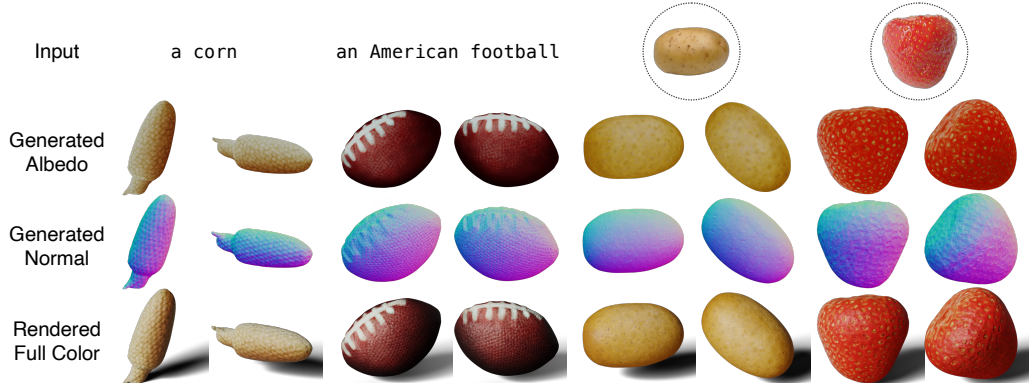 Input
a corn
an American football
Generated
Albedo
Generated
Normal
Rendered
Full Color